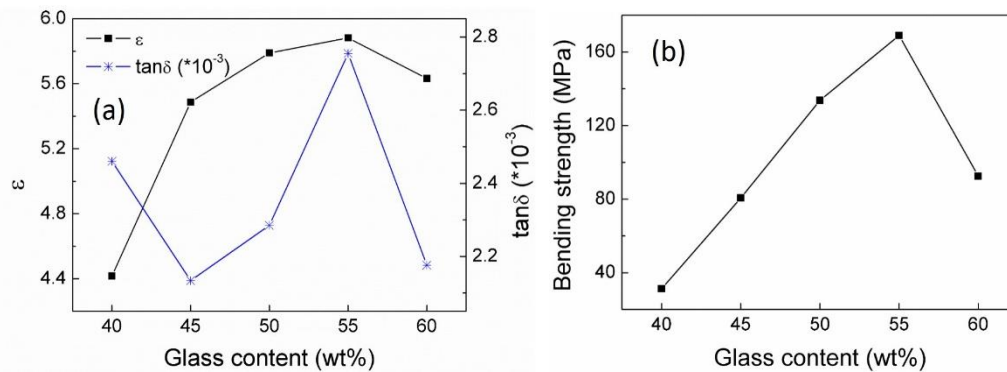 (a)
ε
tanδ (*10⁻³)
6.0
5.6
5.2
4.8
4.4
ε
2.8
2.6
2.4
2.2
tanδ (*10⁻³)
40 45 50 55 60
Glass content (wt%)
(b)
160
120
80
40
Bending strength (MPa)
40 45 50 55 60
Glass content (wt%)